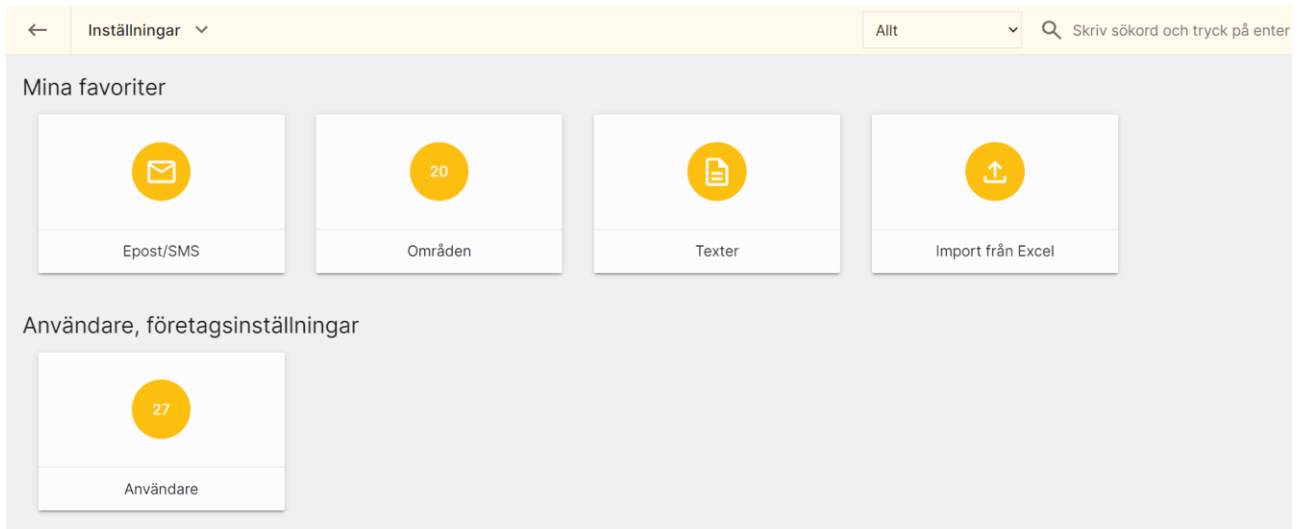 Inställningar
Allt
Skriv sökord och tryck på enter
Mina favoriter
20
Epost/SMS
Områden
Texter
Import från Excel
Användare, företagsinställningar
27
Användare